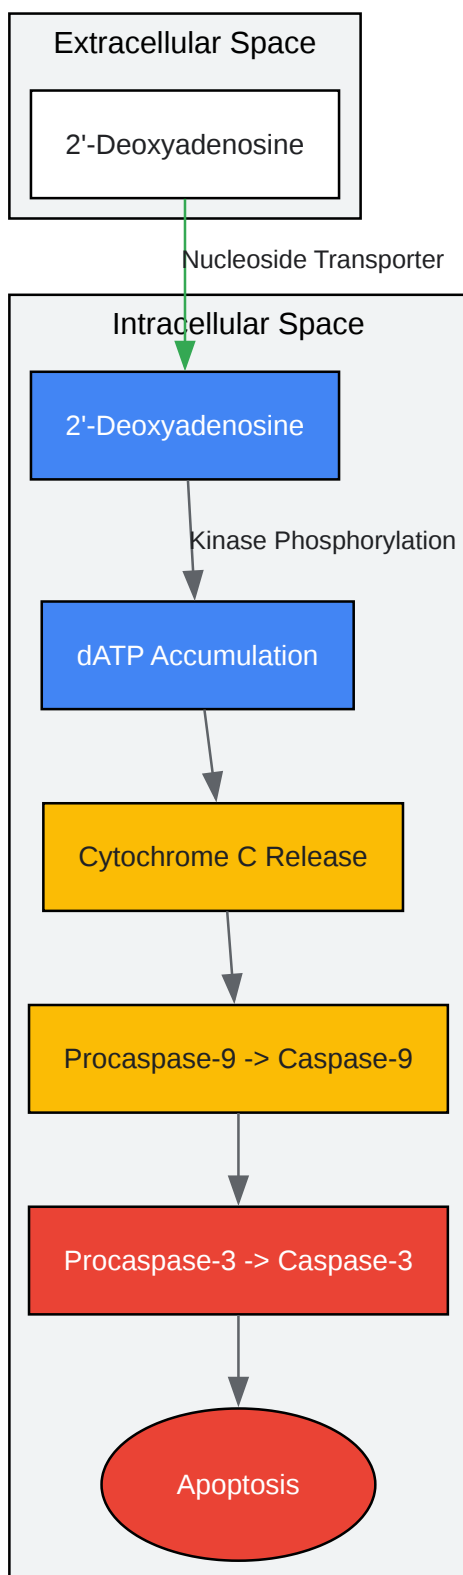 Extracellular Space
2'-Deoxyadenosine
Nucleoside Transporter
Intracellular Space
2'-Deoxyadenosine
Kinase Phosphorylation
dATP Accumulation
Cytochrome C Release
Procaspase-9 -> Caspase-9
Procaspase-3 -> Caspase-3
Apoptosis